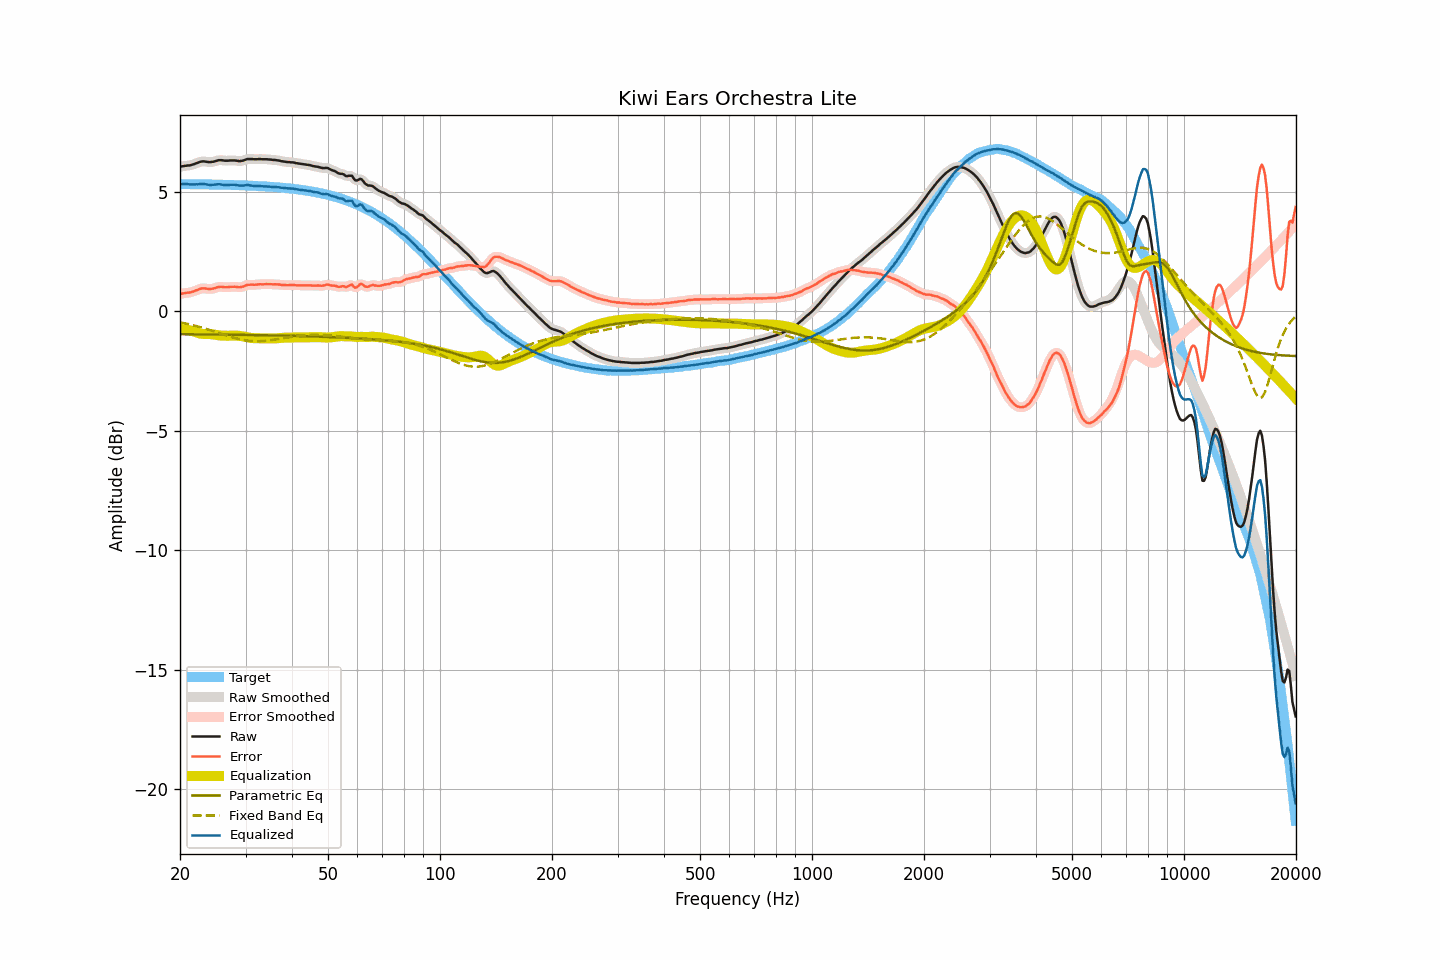 Kiwi Ears Orchestra Lite
Amplitude (dBr)
5
0
−5
−10
−15
−20
Target
Raw Smoothed
Error Smoothed
Raw
Error
Equalization
Parametric Eq
Fixed Band Eq
Equalized
20 50 100 200 500 1000 2000 5000 10000 20000
Frequency (Hz)